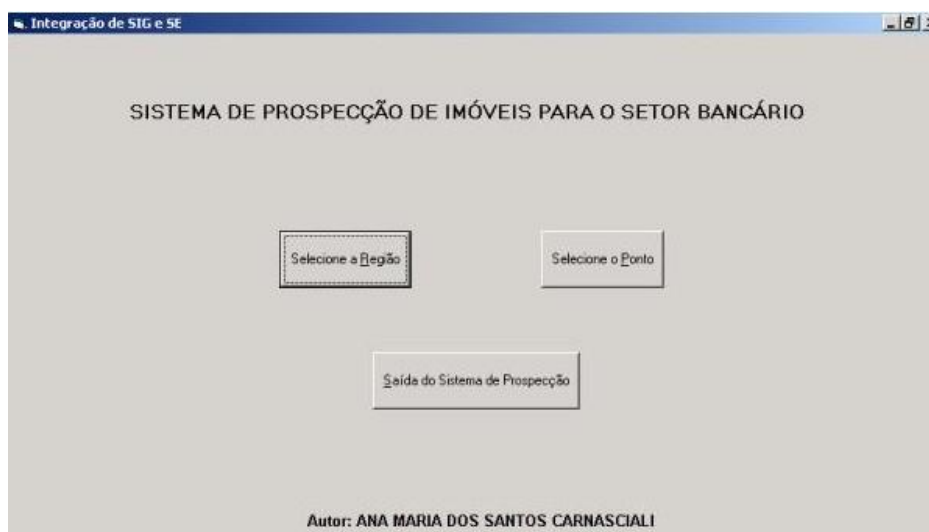 Integração de SIG e SE
SISTEMA DE PROSPECÇÃO DE IMÓVEIS PARA O SETOR BANCÁRIO
Selecione a Região
Selecione o Ponto
Saída do Sistema de Prospecção
Autor: ANA MARIA DOS SANTOS CARNASCIALI